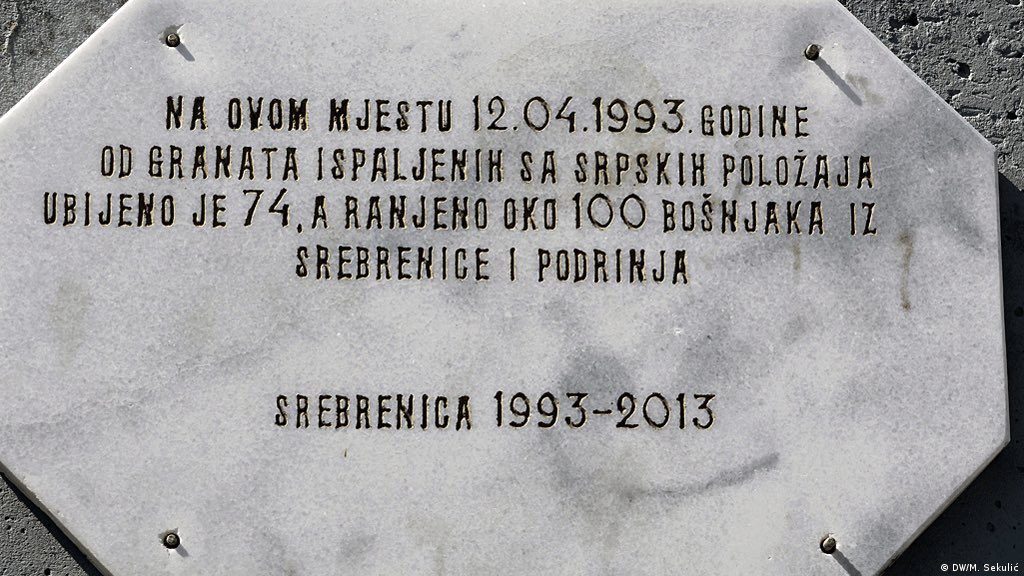 NA OVOM MJESTU 12.04.1993.GODINE
OD GRANATA ISPALJENIH SA SRPSKIH POLOŽAJA
UBIJENO JE 74, A RANJENO OKO 100 BOŠNJAKA IZ
SREBRENICE I PODRINJA
SREBRENICA 1993-2013
© DW/M. Sekulić